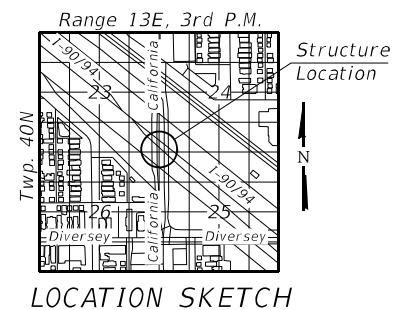 Range 13E, 3rd P.M.
I-90/94
California
Structure
Location
23
24
Twp. 40N
N
I-90/94
26
25
California
Diversey
Diversey
LOCATION SKETCH